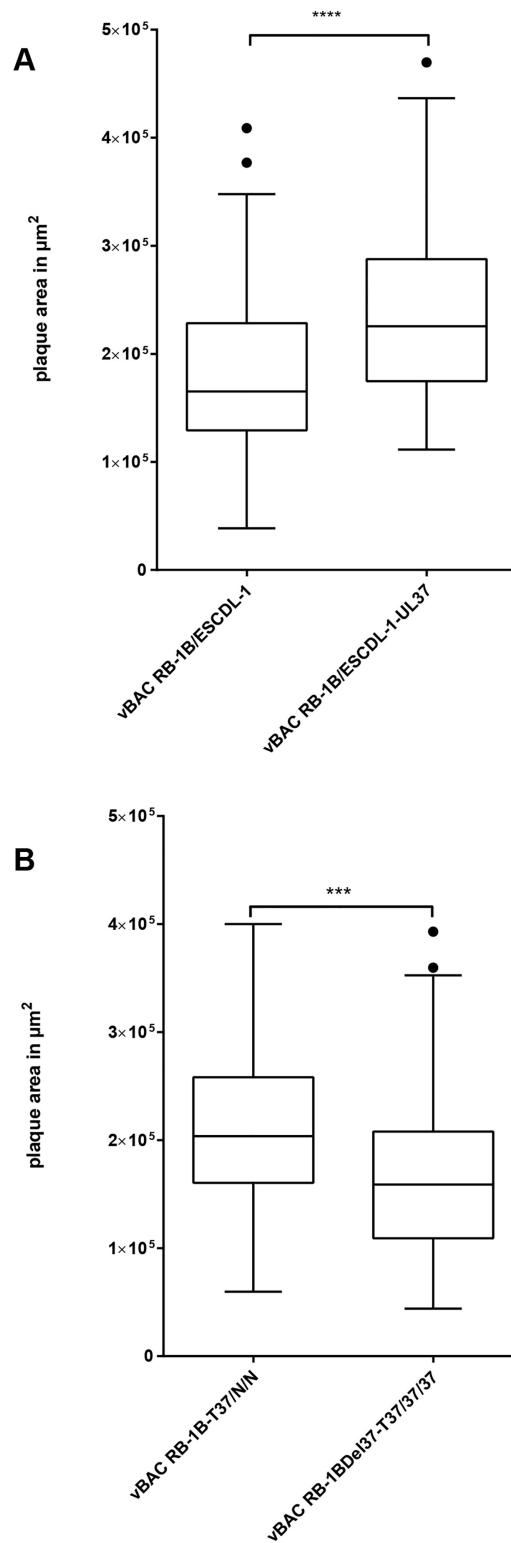 A
****
5×10⁵
4×10⁵
3×10⁵
2×10⁵
1×10⁵
0
plaque area in µm²
vBAC RB-1B/ESCDL-1
vBAC RB-1B/ESCDL-1-UL37
B
***
5×10⁵
4×10⁵
3×10⁵
2×10⁵
1×10⁵
0
plaque area in µm²
vBAC RB-1B-T37/N/N
vBAC RB-1BDel37-T37/37/37